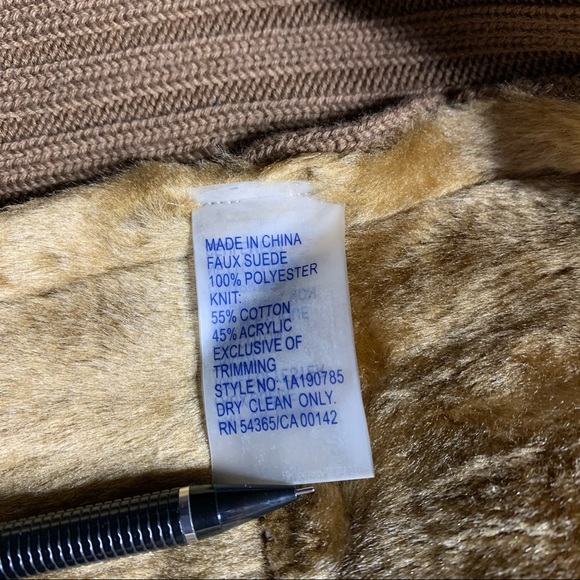 MADE IN CHINA
FAUX SUEDE
100% POLYESTER
KNIT:
55% COTTON
45% ACRYLIC
EXCLUSIVE OF
TRIMMING
STYLE NO: 1A190785
DRY CLEAN ONLY.
RN 54365/CA 00142